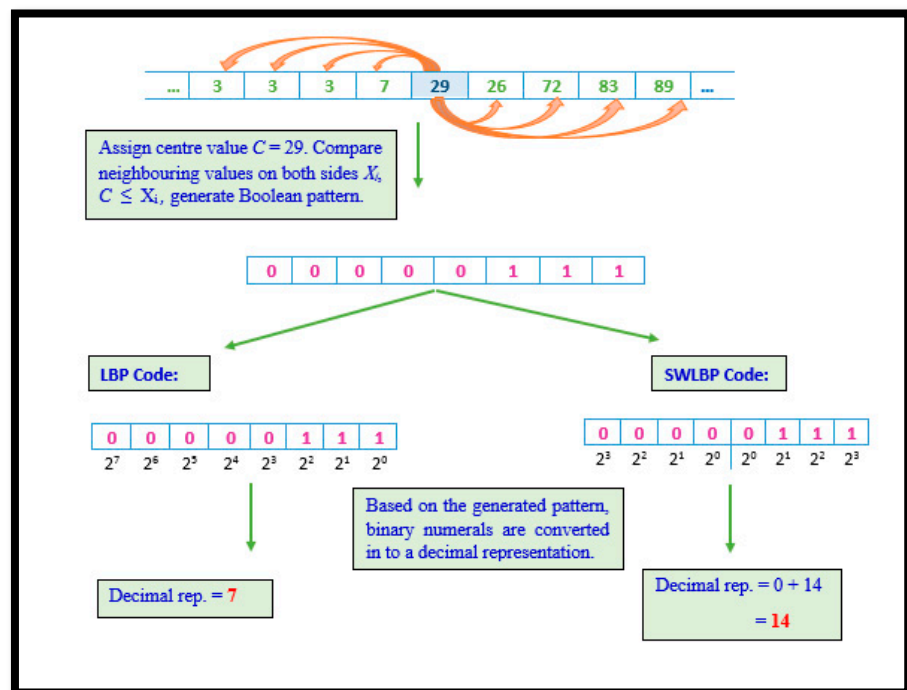 ... 3 3 3 7 29 26 72 83 89 ...
Assign centre value C = 29. Compare
neighbouring values on both sides Xᵢ,
C ≤ Xᵢ, generate Boolean pattern.
0 0 0 0 0 1 1 1
LBP Code:
SWLBP Code:
0 0 0 0 0 1 1 1
2⁷ 2⁶ 2⁵ 2⁴ 2³ 2² 2¹ 2⁰
0 0 0 0 0 1 1 1
2³ 2² 2¹ 2⁰ 2⁰ 2¹ 2² 2³
Based on the generated pattern,
binary numerals are converted
in to a decimal representation.
Decimal rep. = 7
Decimal rep. = 0 + 14
= 14